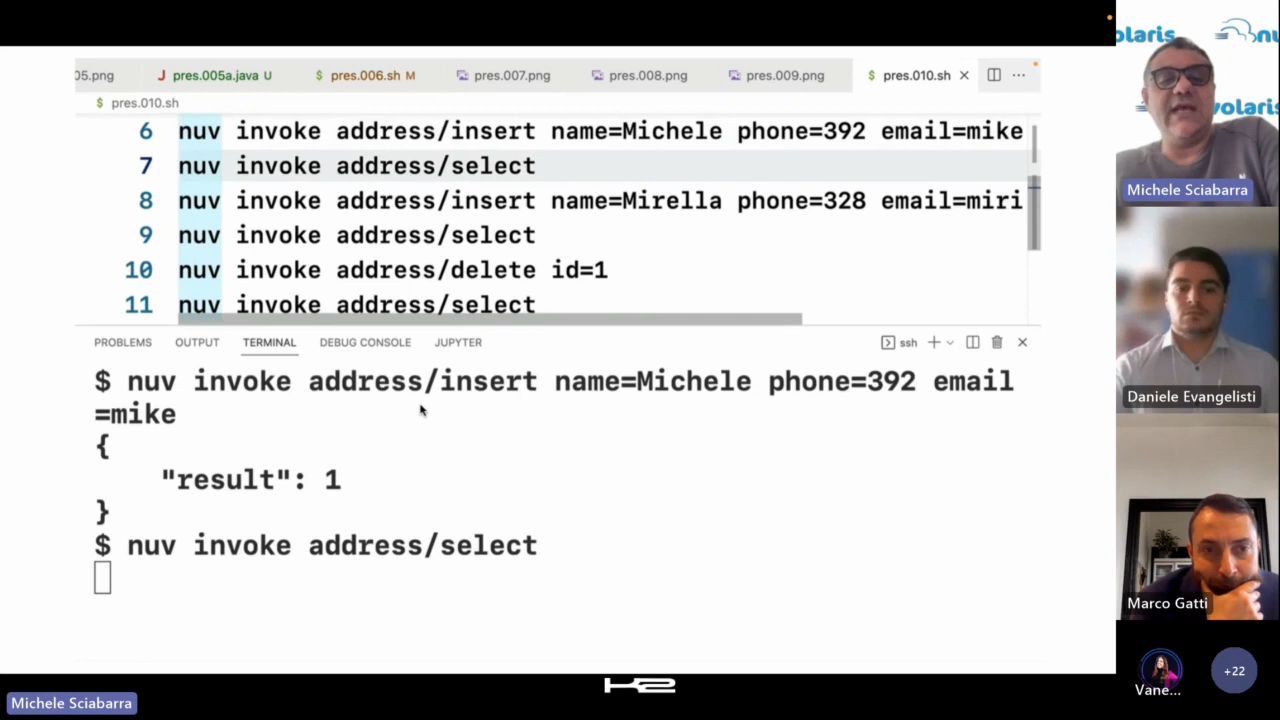 05.png
J pres.005a.java U
$ pres.006.sh M
pres.007.png
pres.008.png
pres.009.png
$ pres.010.sh
$ pres.010.sh
6 nuv invoke address/insert name=Michele phone=392 email=mike
7 nuv invoke address/select
8 nuv invoke address/insert name=Mirella phone=328 email=miri
9 nuv invoke address/select
10 nuv invoke address/delete id=1
11 nuv invoke address/select
PROBLEMS OUTPUT TERMINAL DEBUG CONSOLE JUPYTER
ssh
$ nuv invoke address/insert name=Michele phone=392 email
=mike
{
"result": 1
}
$ nuv invoke address/select
K2
Michele Sciabarra
olaris
nu
volaris
volaris
Michele Sciabarra
Daniele Evangelisti
Marco Gatti
Vane...
+22